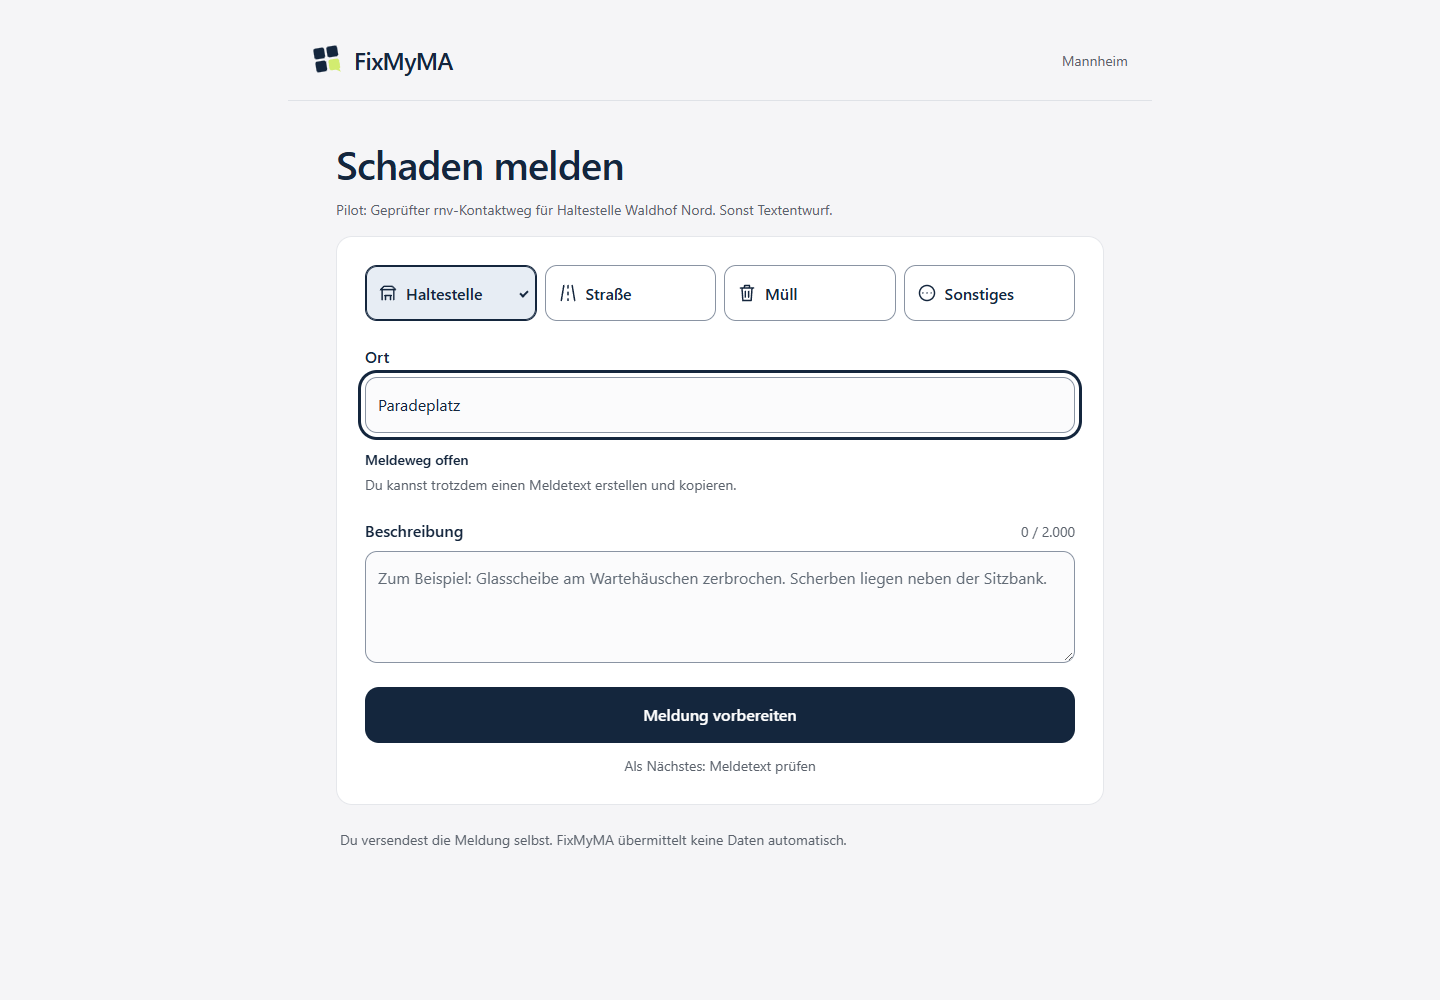 FixMyMA
Mannheim
Schaden melden
Pilot: Geprüfter rnv-Kontaktweg für Haltestelle Waldhof Nord. Sonst Textentwurf.
Haltestelle
Straße
Müll
Sonstiges
Ort
Paradeplatz
Meldeweg offen
Du kannst trotzdem einen Meldetext erstellen und kopieren.
Beschreibung
0 / 2.000
Zum Beispiel: Glasscheibe am Wartehäuschen zerbrochen. Scherben liegen neben der Sitzbank.
Meldung vorbereiten
Als Nächstes: Meldetext prüfen
Du versendest die Meldung selbst. FixMyMA übermittelt keine Daten automatisch.